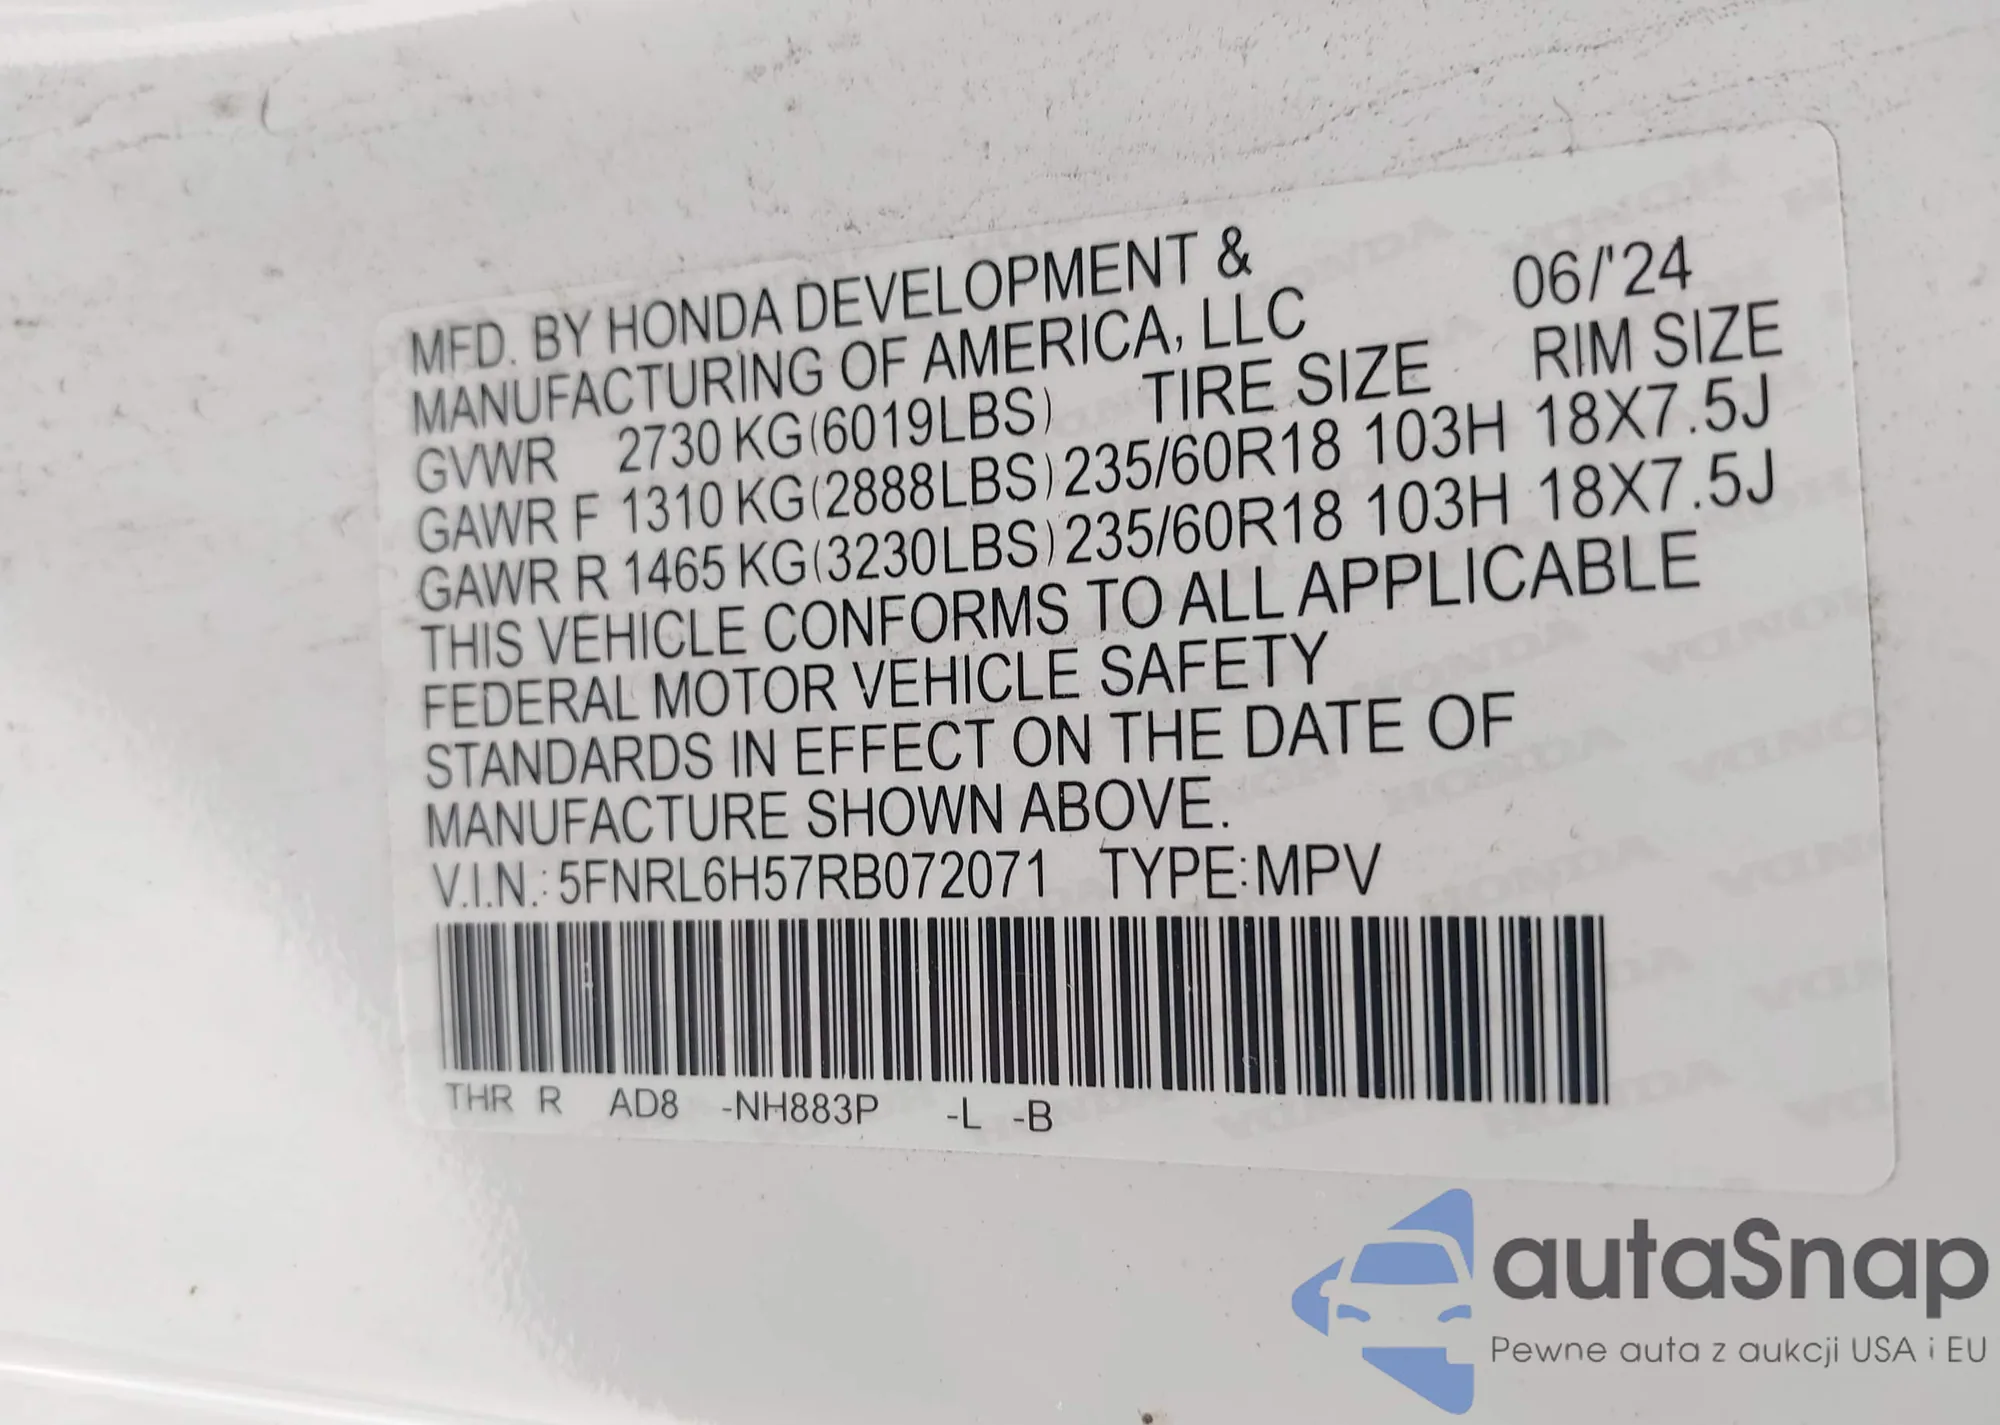 MFD. BY HONDA DEVELOPMENT & 06/'24
MANUFACTURING OF AMERICA, LLC
GVWR 2730 KG(6019LBS) TIRE SIZE RIM SIZE
GAWR F 1310 KG(2888LBS) 235/60R18 103H 18X7.5J
GAWR R 1465 KG(3230LBS) 235/60R18 103H 18X7.5J
THIS VEHICLE CONFORMS TO ALL APPLICABLE
FEDERAL MOTOR VEHICLE SAFETY
STANDARDS IN EFFECT ON THE DATE OF
MANUFACTURE SHOWN ABOVE.
V.I.N.: 5FNRL6H57RB072071 TYPE:MPV
THR R AD8 -NH883P -L -B
autaSnap
Pewne auta z aukcji USA i EU